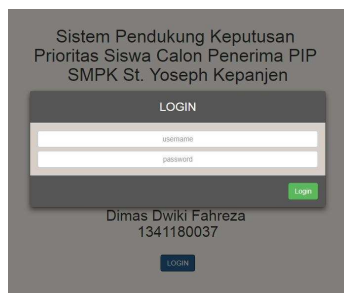 Sistem Pendukung Keputusan
Prioritas Siswa Calon Penerima PIP
SMPK St. Yoseph Kepanjen
LOGIN
username
password
Login
Dimas Dwiki Fahreza
1341180037
LOGIN